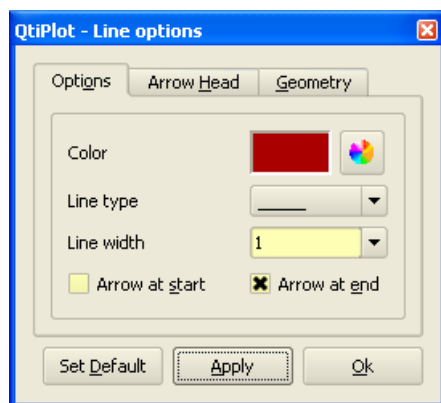 QtiPlot - Line options
Options Arrow Head Geometry
Color
Line type
Line width 1
Arrow at start Arrow at end
Set Default Apply Ok